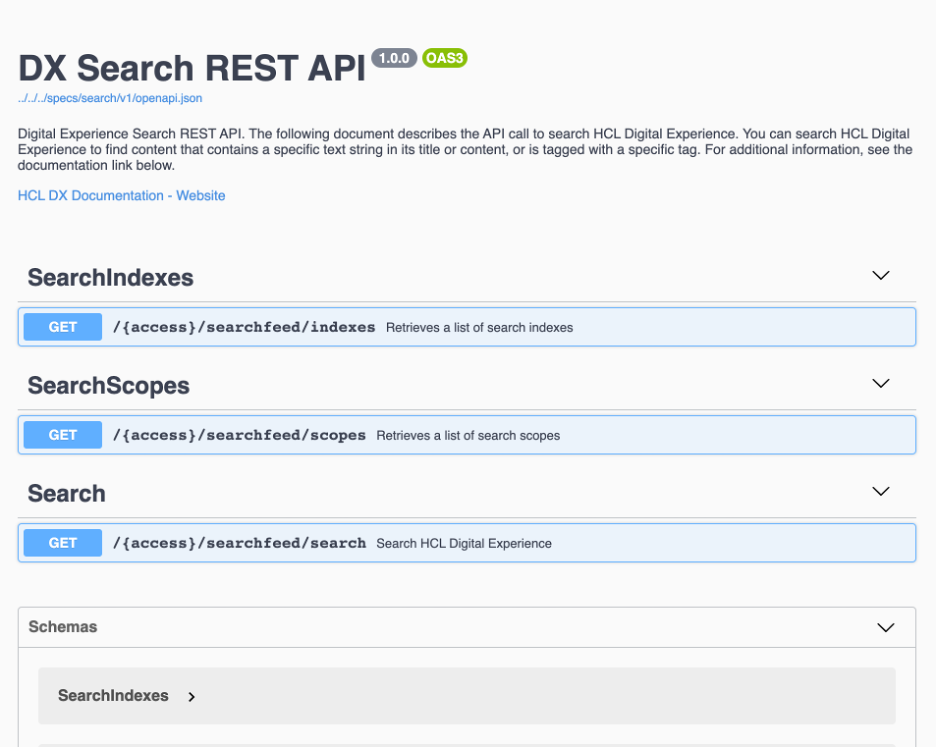 DX Search REST API 1.0.0 OAS3
../../../specs/search/v1/openapi.json
Digital Experience Search REST API. The following document describes the API call to search HCL Digital Experience. You can search HCL Digital
Experience to find content that contains a specific text string in its title or content, or is tagged with a specific tag. For additional information, see the
documentation link below.
HCL DX Documentation - Website
SearchIndexes
GET /{access}/searchfeed/indexes Retrieves a list of search indexes
SearchScopes
GET /{access}/searchfeed/scopes Retrieves a list of search scopes
Search
GET /{access}/searchfeed/search Search HCL Digital Experience
Schemas
SearchIndexes